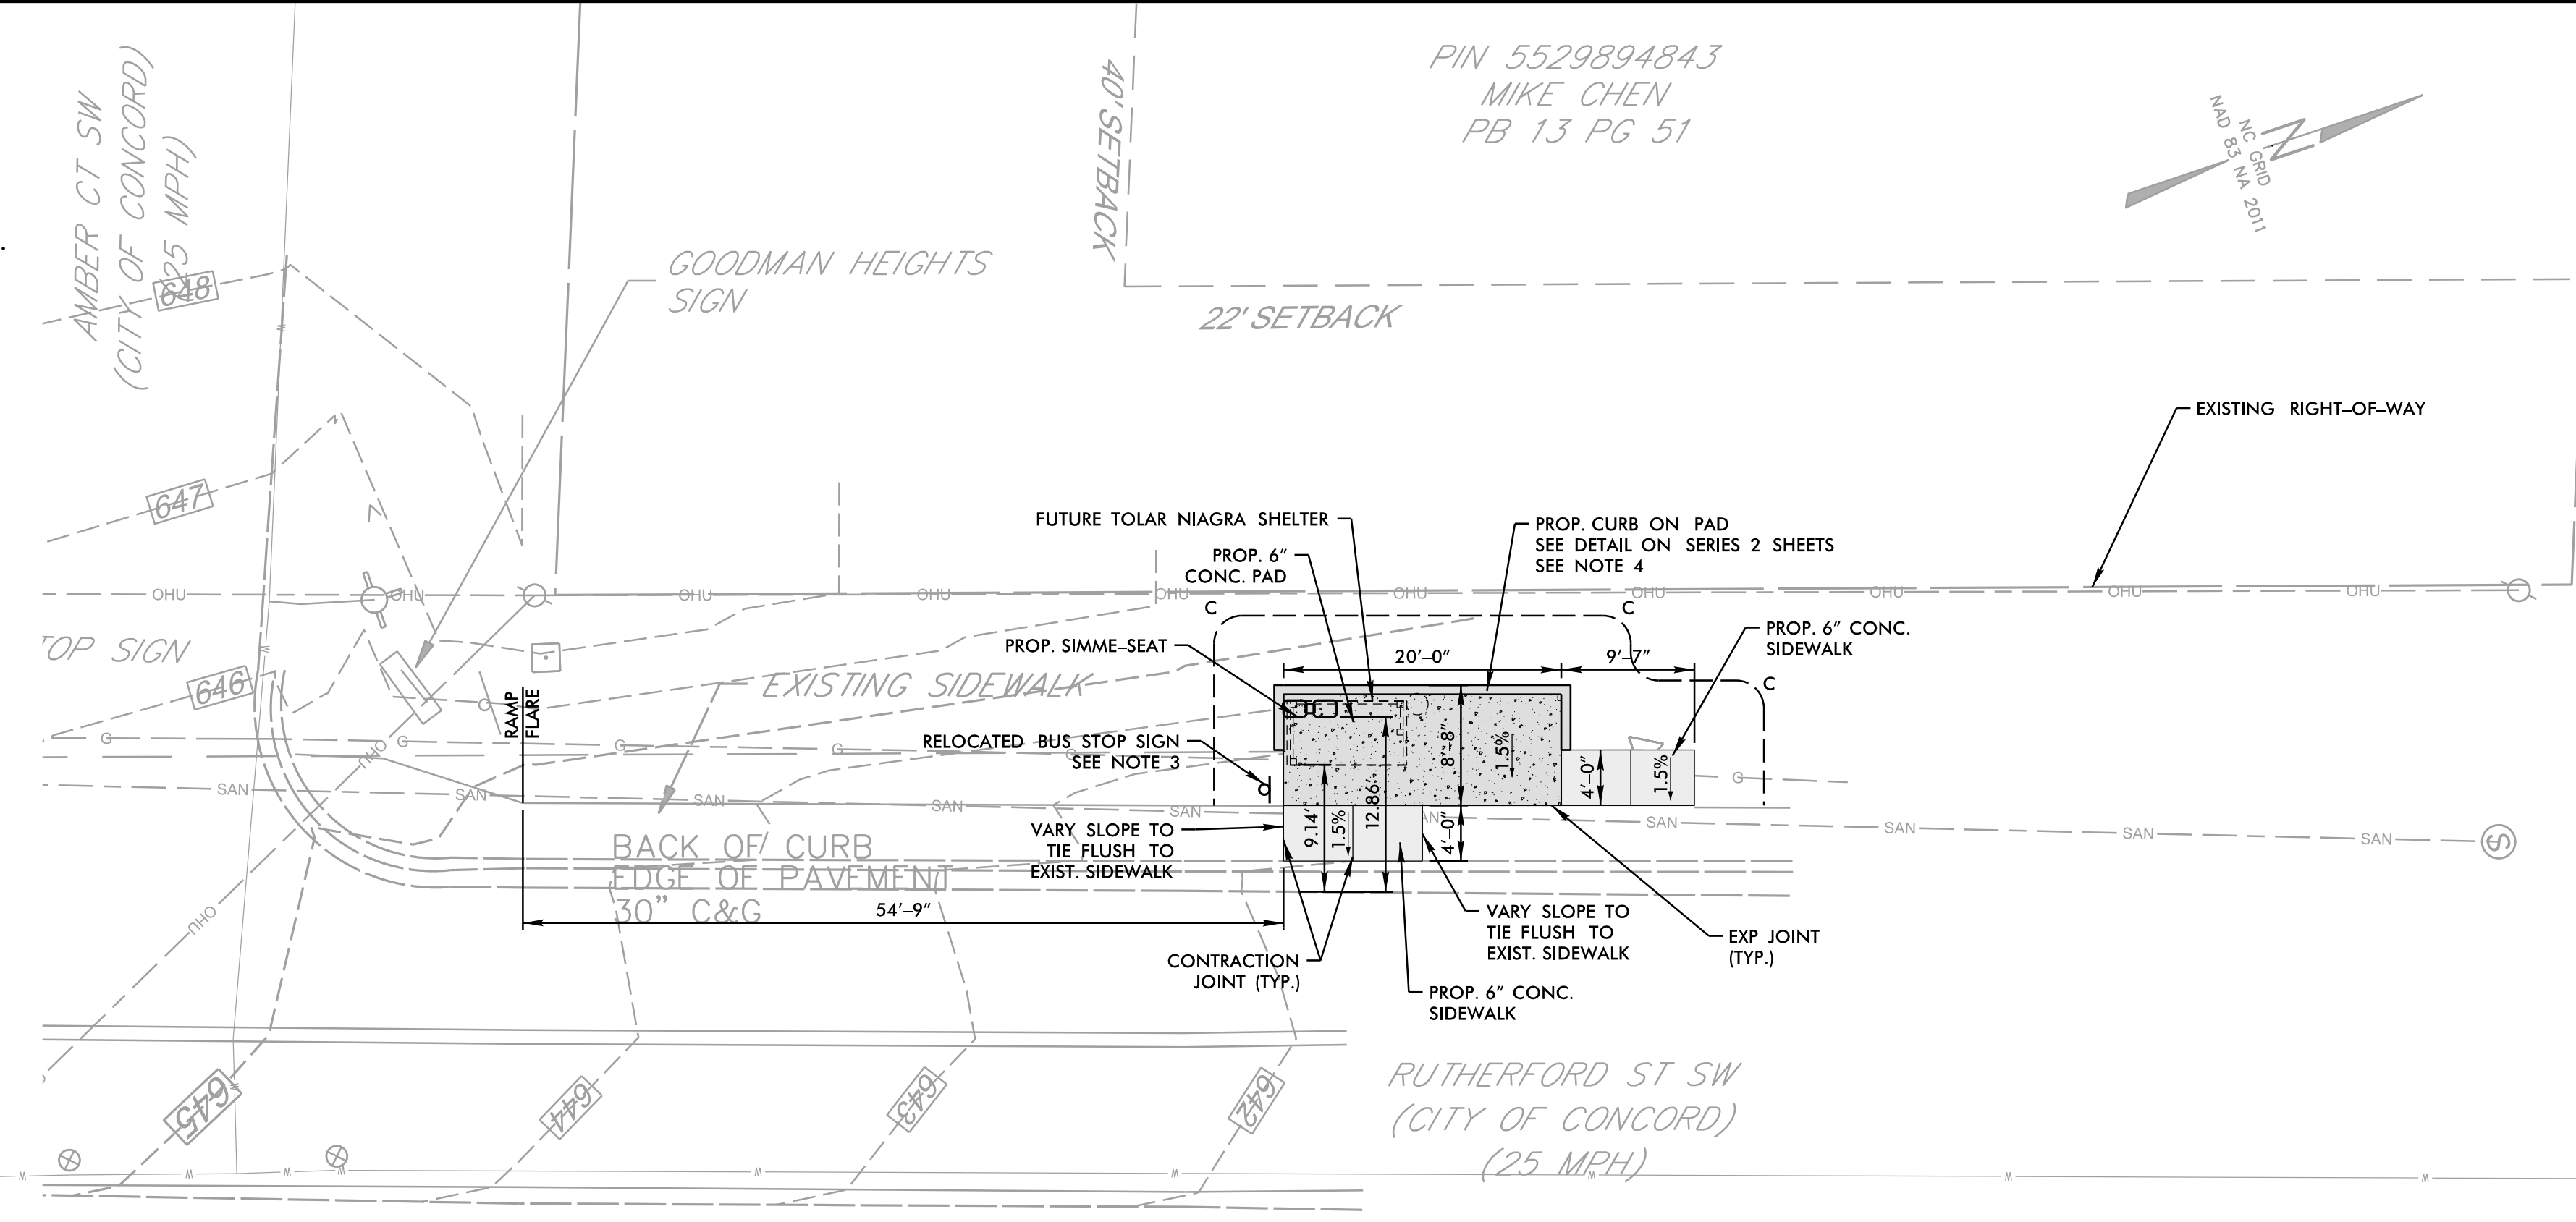 PIN 5529894843
MIKE CHEN
PB 13 PG 51
AMBER CT SW
(CITY OF CONCORD)
(25 MPH)
40' SETBACK
22' SETBACK
NC GRID
NAD 83 NA 2011
N
GOODMAN HEIGHTS
SIGN
648
647
646
645
644
643
642
EXISTING RIGHT–OF–WAY
FUTURE TOLAR NIAGRA SHELTER
PROP. 6"
CONC. PAD
PROP. CURB ON PAD
SEE DETAIL ON SERIES 2 SHEETS
SEE NOTE 4
OHU
OHU
OHU
OHU
OHU
OHU
OHU
OHU
OHU
OHU
OHU
OHU
TOP SIGN
C
C
C
PROP. SIMME–SEAT
PROP. 6" CONC.
SIDEWALK
20'–0"
9'–7"
EXISTING SIDEWALK
RAMP
FLARE
RELOCATED BUS STOP SIGN
SEE NOTE 3
8'–8"
1.5%
4'–0"
1.5%
9.14'
1.5%
12.86'
4'–0"
G
G
G
G
G
G
G
SAN
SAN
SAN
SAN
SAN
AN
SAN
SAN
SAN
SAN
S
VARY SLOPE TO
TIE FLUSH TO
EXIST. SIDEWALK
BACK OF CURB
EDGE OF PAVEMENT
30" C&G
54'–9"
VARY SLOPE TO
TIE FLUSH TO
EXIST. SIDEWALK
EXP JOINT
(TYP.)
CONTRACTION
JOINT (TYP.)
PROP. 6" CONC.
SIDEWALK
RUTHERFORD ST SW
(CITY OF CONCORD)
(25 MPH)
W
W
W
W
W
W
W
W
W
W
W
W